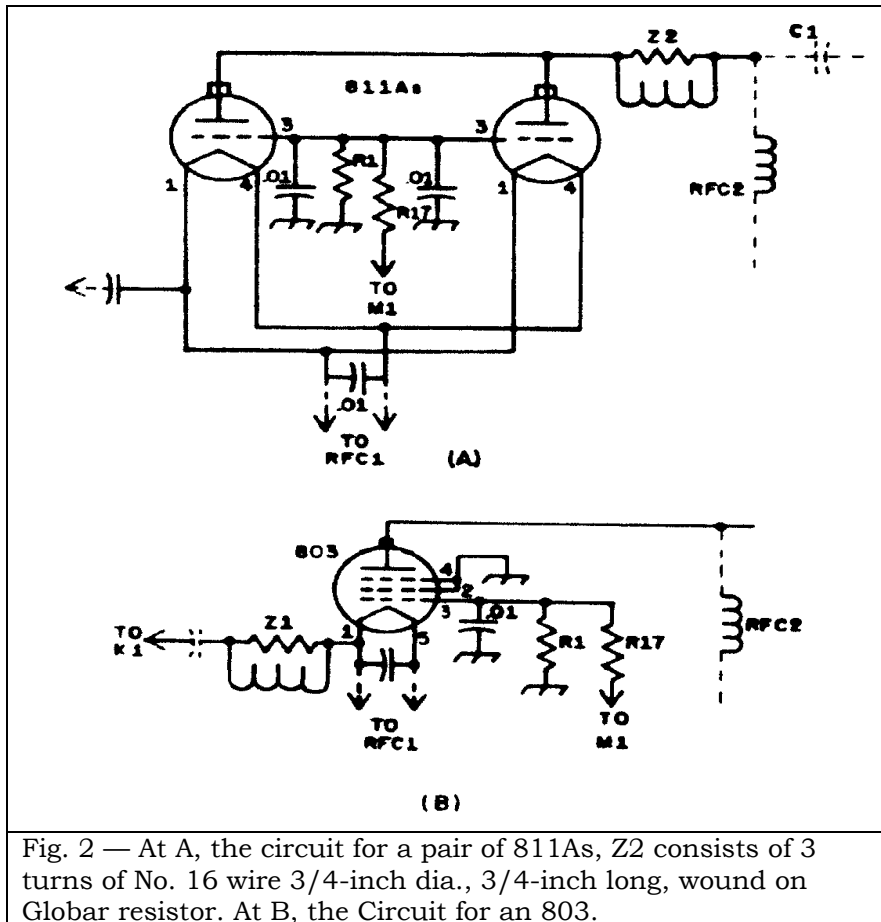 Z2
C1
811As
3
3
R1
.01
.01
1
4
R17
1
4
RFC2
TO
M1
.01
TO
RFC1
(A)
803
4
2
3
.01
Z1
1
5
TO
K1
R1
R17
RFC2
TO
RFC1
TO
M1
(B)
Fig. 2 — At A, the circuit for a pair of 811As, Z2 consists of 3
turns of No. 16 wire 3/4-inch dia., 3/4-inch long, wound on
Globar resistor. At B, the Circuit for an 803.